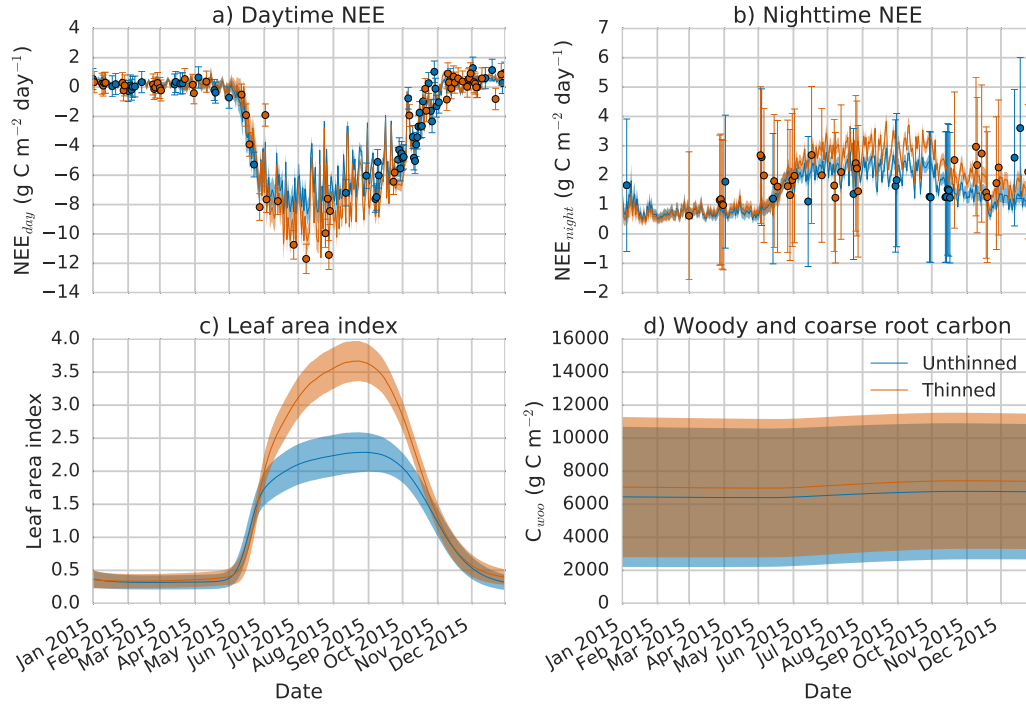 a) Daytime NEE
b) Nighttime NEE
NEE_day (g C m⁻² day⁻¹)
4
2
0
−2
−4
−6
−8
−10
−12
−14
NEE_night (g C m⁻² day⁻¹)
7
6
5
4
3
2
1
0
−1
−2
c) Leaf area index
d) Woody and coarse root carbon
Leaf area index
4.0
3.5
3.0
2.5
2.0
1.5
1.0
0.5
0.0
C_woo (g C m⁻²)
16000
14000
12000
10000
8000
6000
4000
2000
0
Unthinned
Thinned
Jan 2015
Feb 2015
Mar 2015
Apr 2015
May 2015
Jun 2015
Jul 2015
Aug 2015
Sep 2015
Oct 2015
Nov 2015
Dec 2015
Date
Jan 2015
Feb 2015
Mar 2015
Apr 2015
May 2015
Jun 2015
Jul 2015
Aug 2015
Sep 2015
Oct 2015
Nov 2015
Dec 2015
Date